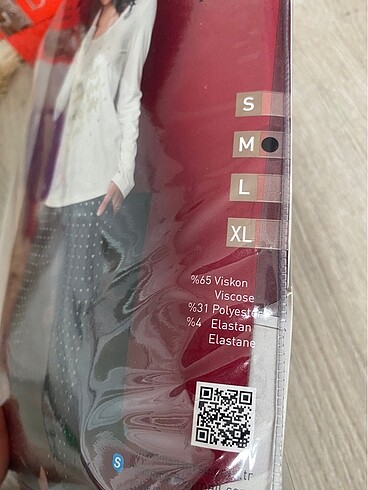 S
M
L
XL
%65 Viskon
Viscose
%31 Polyester
%4 Elastan
Elastane
S